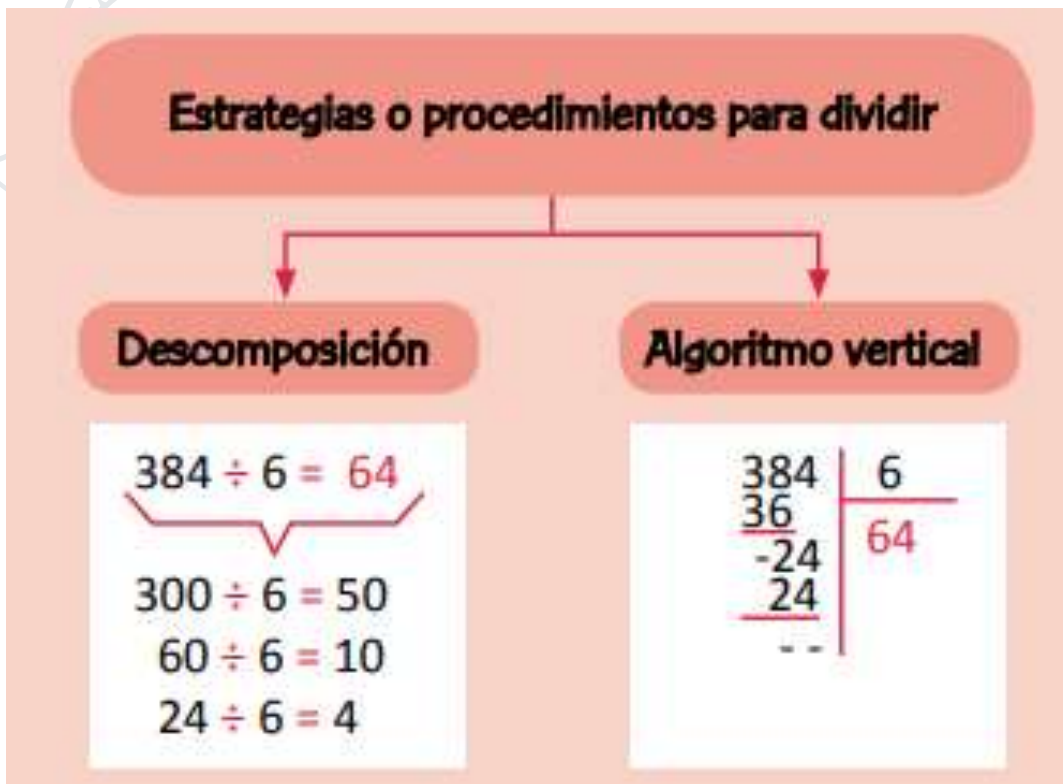 Estrategias o procedimientos para dividir
Descomposición
384 ÷ 6 = 64
300 ÷ 6 = 50
60 ÷ 6 = 10
24 ÷ 6 = 4
Algoritmo vertical
384 6
36 64
-24
24
- -